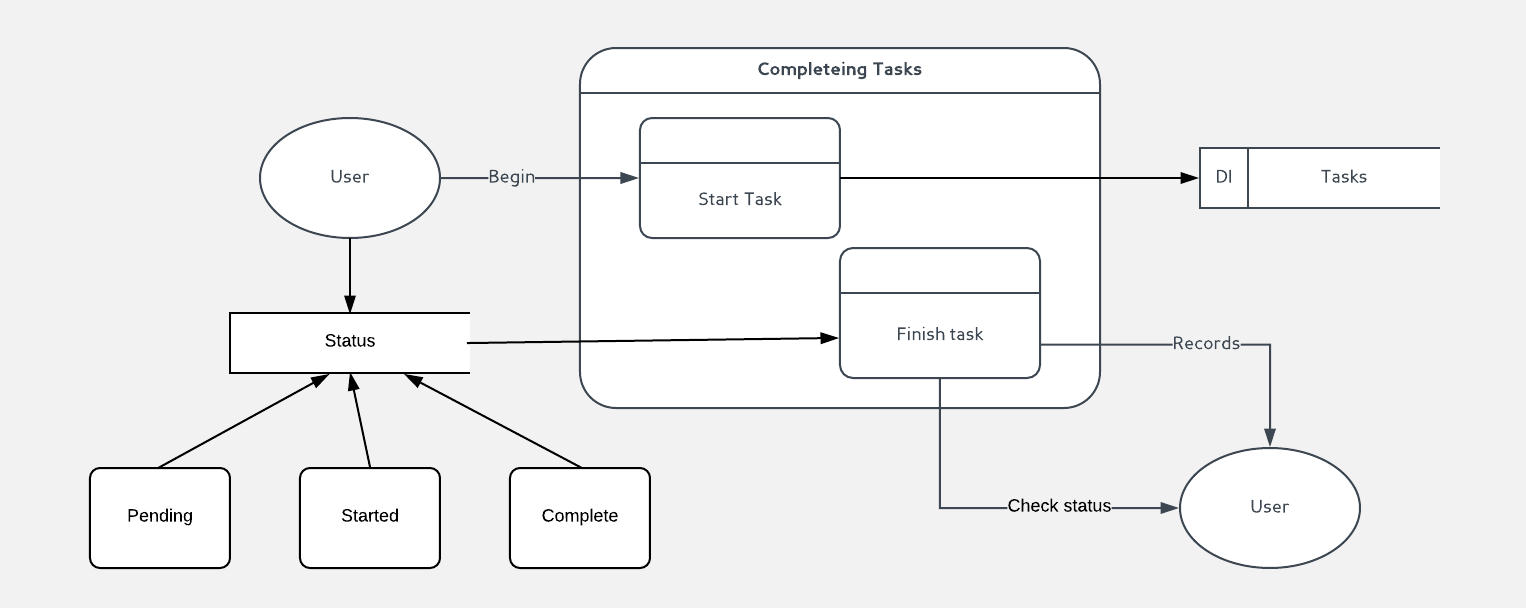 Completeing Tasks
User
Begin
Start Task
DI
Tasks
Status
Finish task
Records
Pending
Started
Complete
Check status
User